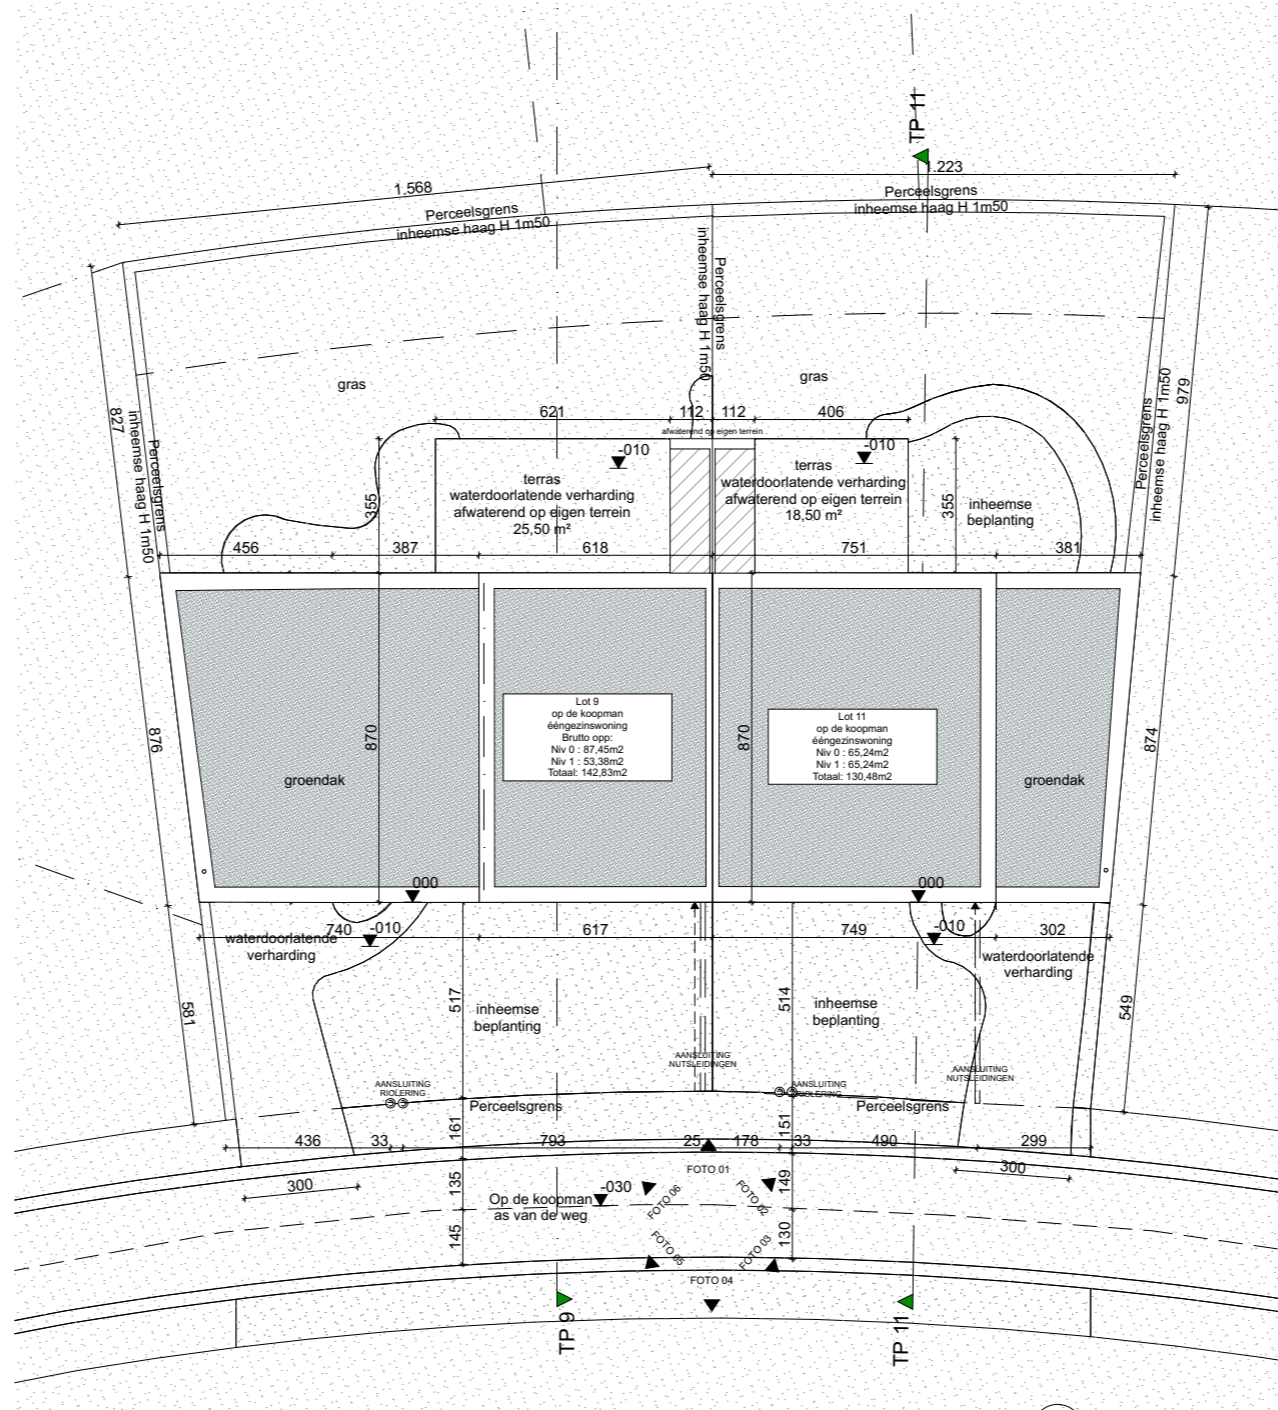 TP 11
1.223
1.568
Perceelsgrens
inheemse haag H 1m50
Perceelsgrens
inheemse haag H 1m50
Perceelsgrens
inheemse haag H 1m50
827
Perceelsgrens
inheemse haag H 1m50
979
Perceelsgrens
inheemse haag H 1m50
gras
gras
621
112
112
406
afwaterend op eigen terrein
-010
-010
terras
waterdoorlatende verharding
afwaterend op eigen terrein
25,50 m²
terras
waterdoorlatende verharding
afwaterend op eigen terrein
18,50 m²
355
355
inheemse
beplanting
456
387
618
751
381
Lot 9
op de koopman
ééngezinswoning
Brutto opp:
Niv 0 : 87,45m2
Niv 1 : 53,38m2
Totaal: 142,83m2
Lot 11
op de koopman
ééngezinswoning
Niv 0 : 65,24m2
Niv 1 : 65,24m2
Totaal: 130,48m2
876
870
870
874
groendak
groendak
000
000
740
-010
617
749
-010
302
waterdoorlatende
verharding
waterdoorlatende
verharding
581
517
inheemse
beplanting
514
inheemse
beplanting
549
AANSLUITING
NUTSLEIDINGEN
AANSLUITING
NUTSLEIDINGEN
AANSLUITING
RIOLERING
AANSLUITING
RIOLERING
Perceelsgrens
Perceelsgrens
161
151
436
33
793
25
178
33
490
299
300
300
135
149
FOTO 01
-030
Op de koopman
as van de weg
FOTO 06
FOTO 02
145
130
FOTO 05
FOTO 03
FOTO 04
TP 9
TP 11